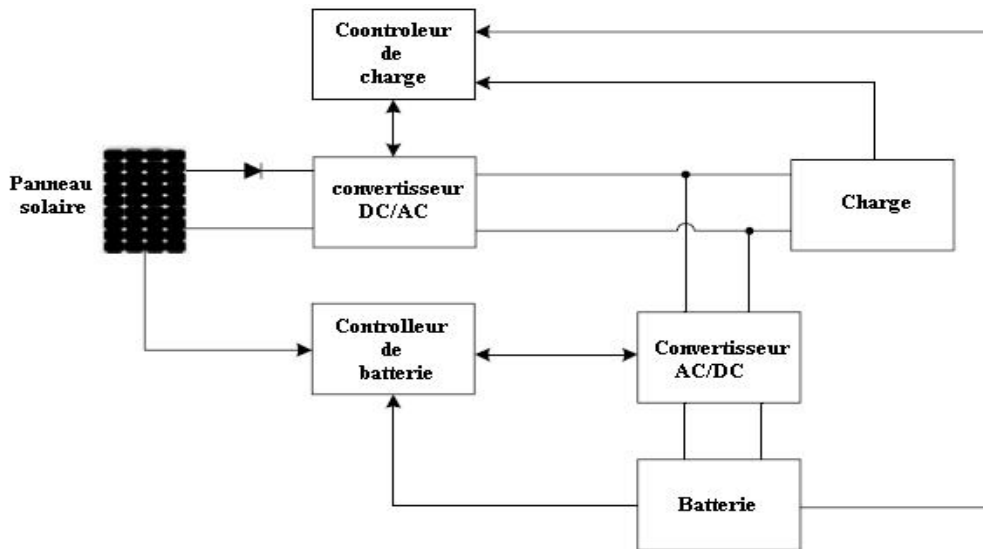 Coontroleur
de
charge
Panneau
solaire
convertisseur
DC/AC
Charge
Controlleur
de
batterie
Convertisseur
AC/DC
Batterie